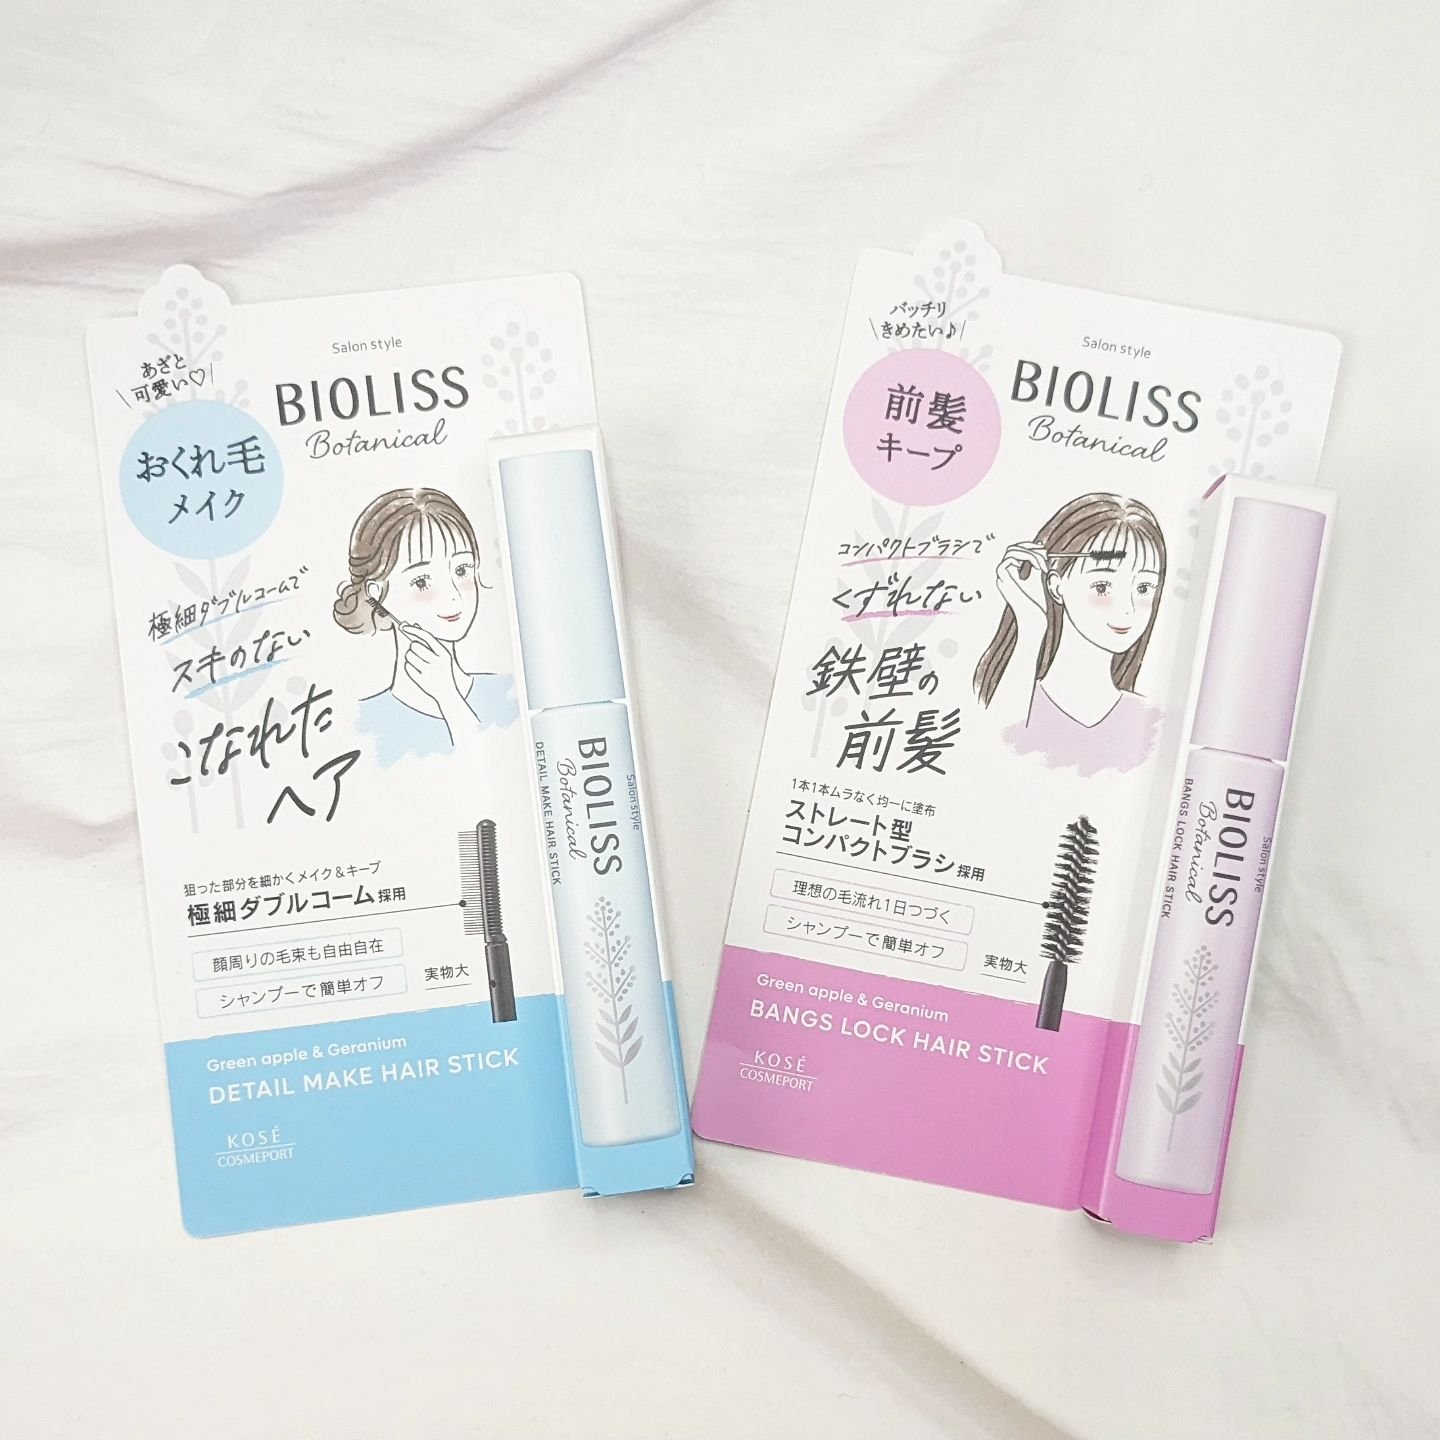 あざと
可愛い♡
おくれ毛
メイク
Salon style
BIOLISS
Botanical
極細ダブルコームで
スキのない
こなれた
ヘア
狙った部分を細かくメイク&キープ
極細ダブルコーム採用
顔周りの毛束も自由自在
シャンプーで簡単オフ
実物大
Green apple & Geranium
DETAIL MAKE HAIR STICK
KOSÉ
COSMEPORT
Salon style
BIOLISS
Botanical
DETAIL MAKE HAIR STICK
バッチリ
きめたい♪
前髪
キープ
Salon style
BIOLISS
Botanical
コンパクトブラシで
くずれない
鉄壁の
前髪
1本1本ムラなく均一に塗布
ストレート型
コンパクトブラシ採用
理想の毛流れ1日つづく
シャンプーで簡単オフ
実物大
Green apple & Geranium
BANGS LOCK HAIR STICK
KOSÉ
COSMEPORT
Salon style
BIOLISS
Botanical
BANGS LOCK HAIR STICK